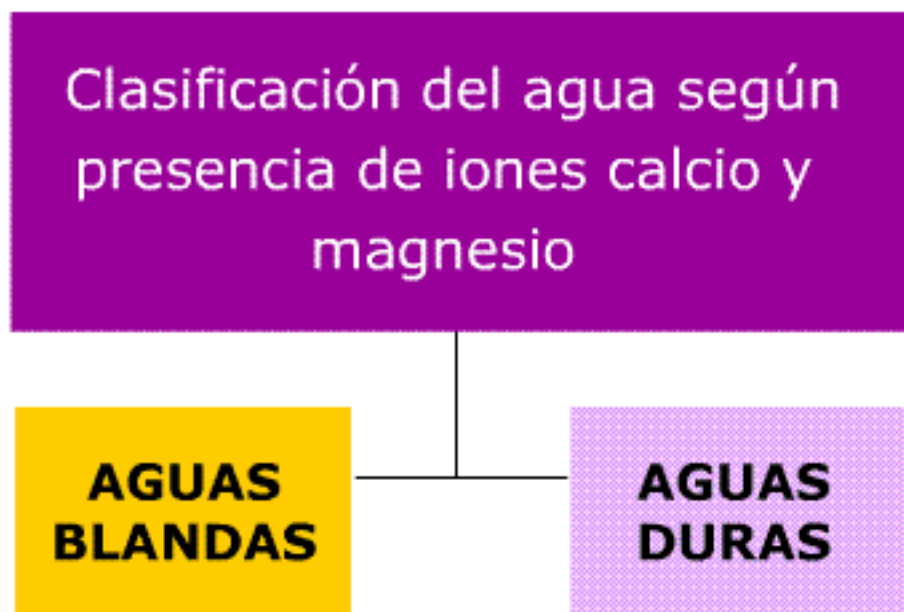 Clasificación del agua según
presencia de iones calcio y
magnesio
AGUAS
BLANDAS
AGUAS
DURAS